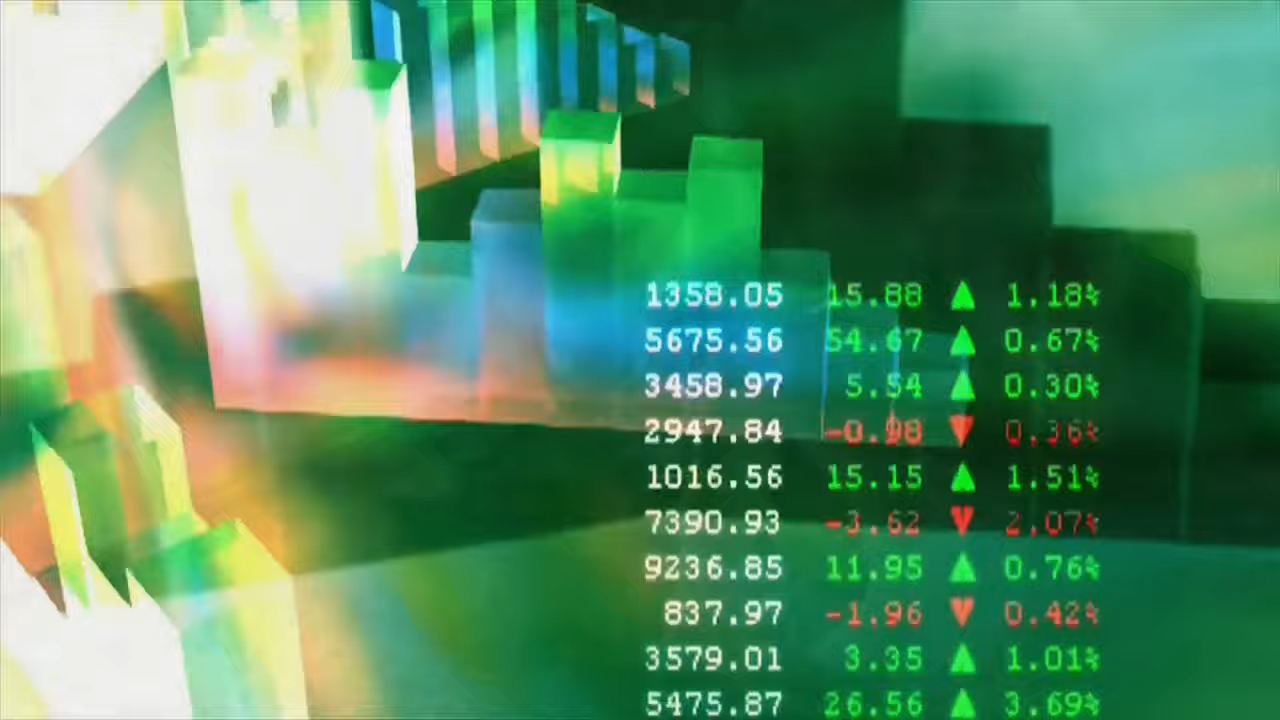 1358.05 15.88 ▲ 1.18%
5675.56 54.67 ▲ 0.67%
3458.97 5.54 ▲ 0.30%
2947.84 -0.98 ▼ 0.36%
1016.56 15.15 ▲ 1.51%
7390.93 -3.62 ▼ 2.07%
9236.85 11.95 ▲ 0.76%
837.97 -1.96 ▼ 0.42%
3579.01 3.35 ▲ 1.01%
5475.87 26.56 ▲ 3.69%